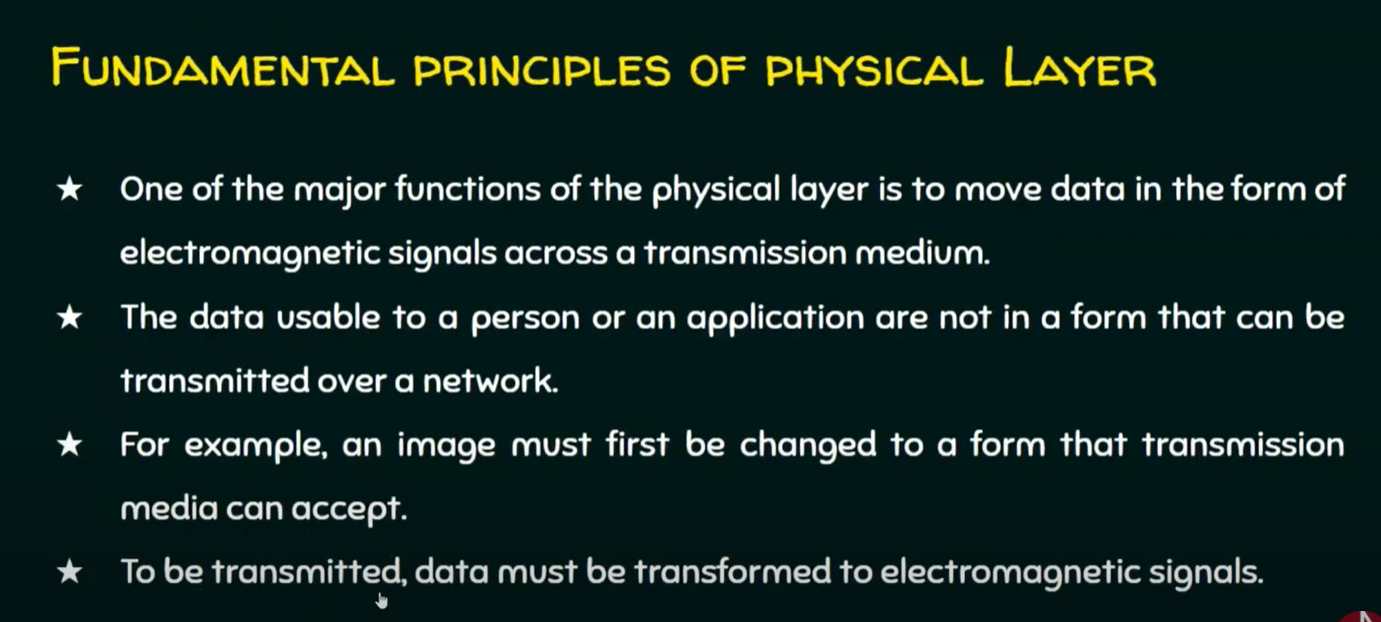 Fundamental principles of physical Layer
★ One of the major functions of the physical layer is to move data in the form of
electromagnetic signals across a transmission medium.
★ The data usable to a person or an application are not in a form that can be
transmitted over a network.
★ For example, an image must first be changed to a form that transmission
media can accept.
★ To be transmitted, data must be transformed to electromagnetic signals.